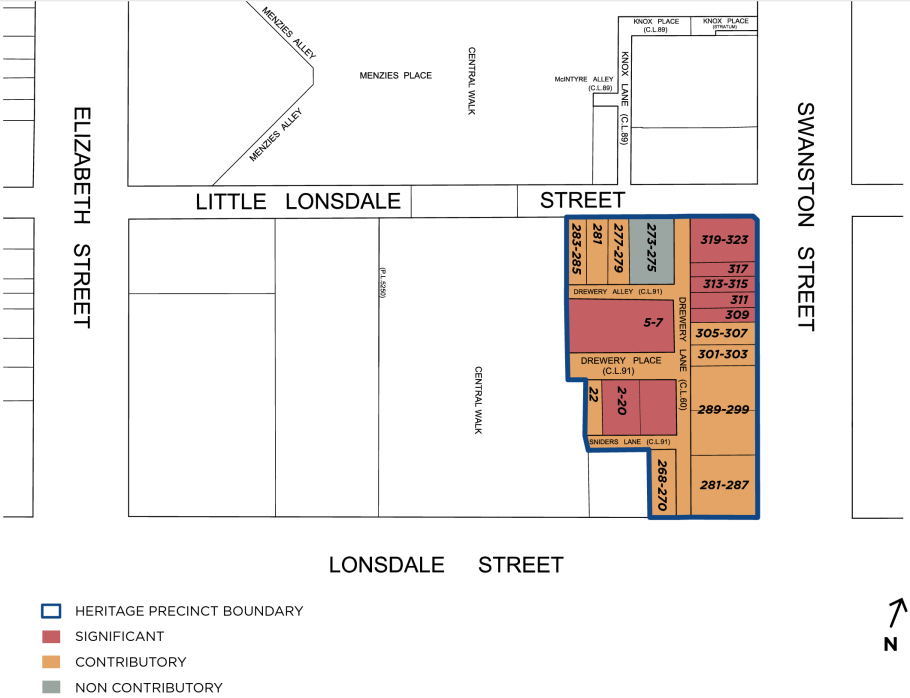 MENZIES ALLEY
MENZIES PLACE
CENTRAL WALK
KNOX PLACE
(C.L.89)
KNOX PLACE
(STRATUM)
McINTYRE ALLEY
(C.L.89)
KNOX LANE (C.L.89)
MENZIES ALLEY
ELIZABETH STREET
SWANSTON STREET
LITTLE LONSDALE STREET
283-285
281
277-279
273-275
319-323
317
313-315
311
309
305-307
301-303
289-299
281-287
DREWERY ALLEY (C.L.91)
5-7
DREWERY LANE (C.L.60)
DREWERY PLACE
(C.L.91)
22
2-20
SNIDERS LANE (C.L.91)
268-270
(P.L.5250)
CENTRAL WALK
LONSDALE STREET
HERITAGE PRECINCT BOUNDARY
SIGNIFICANT
CONTRIBUTORY
NON CONTRIBUTORY
N